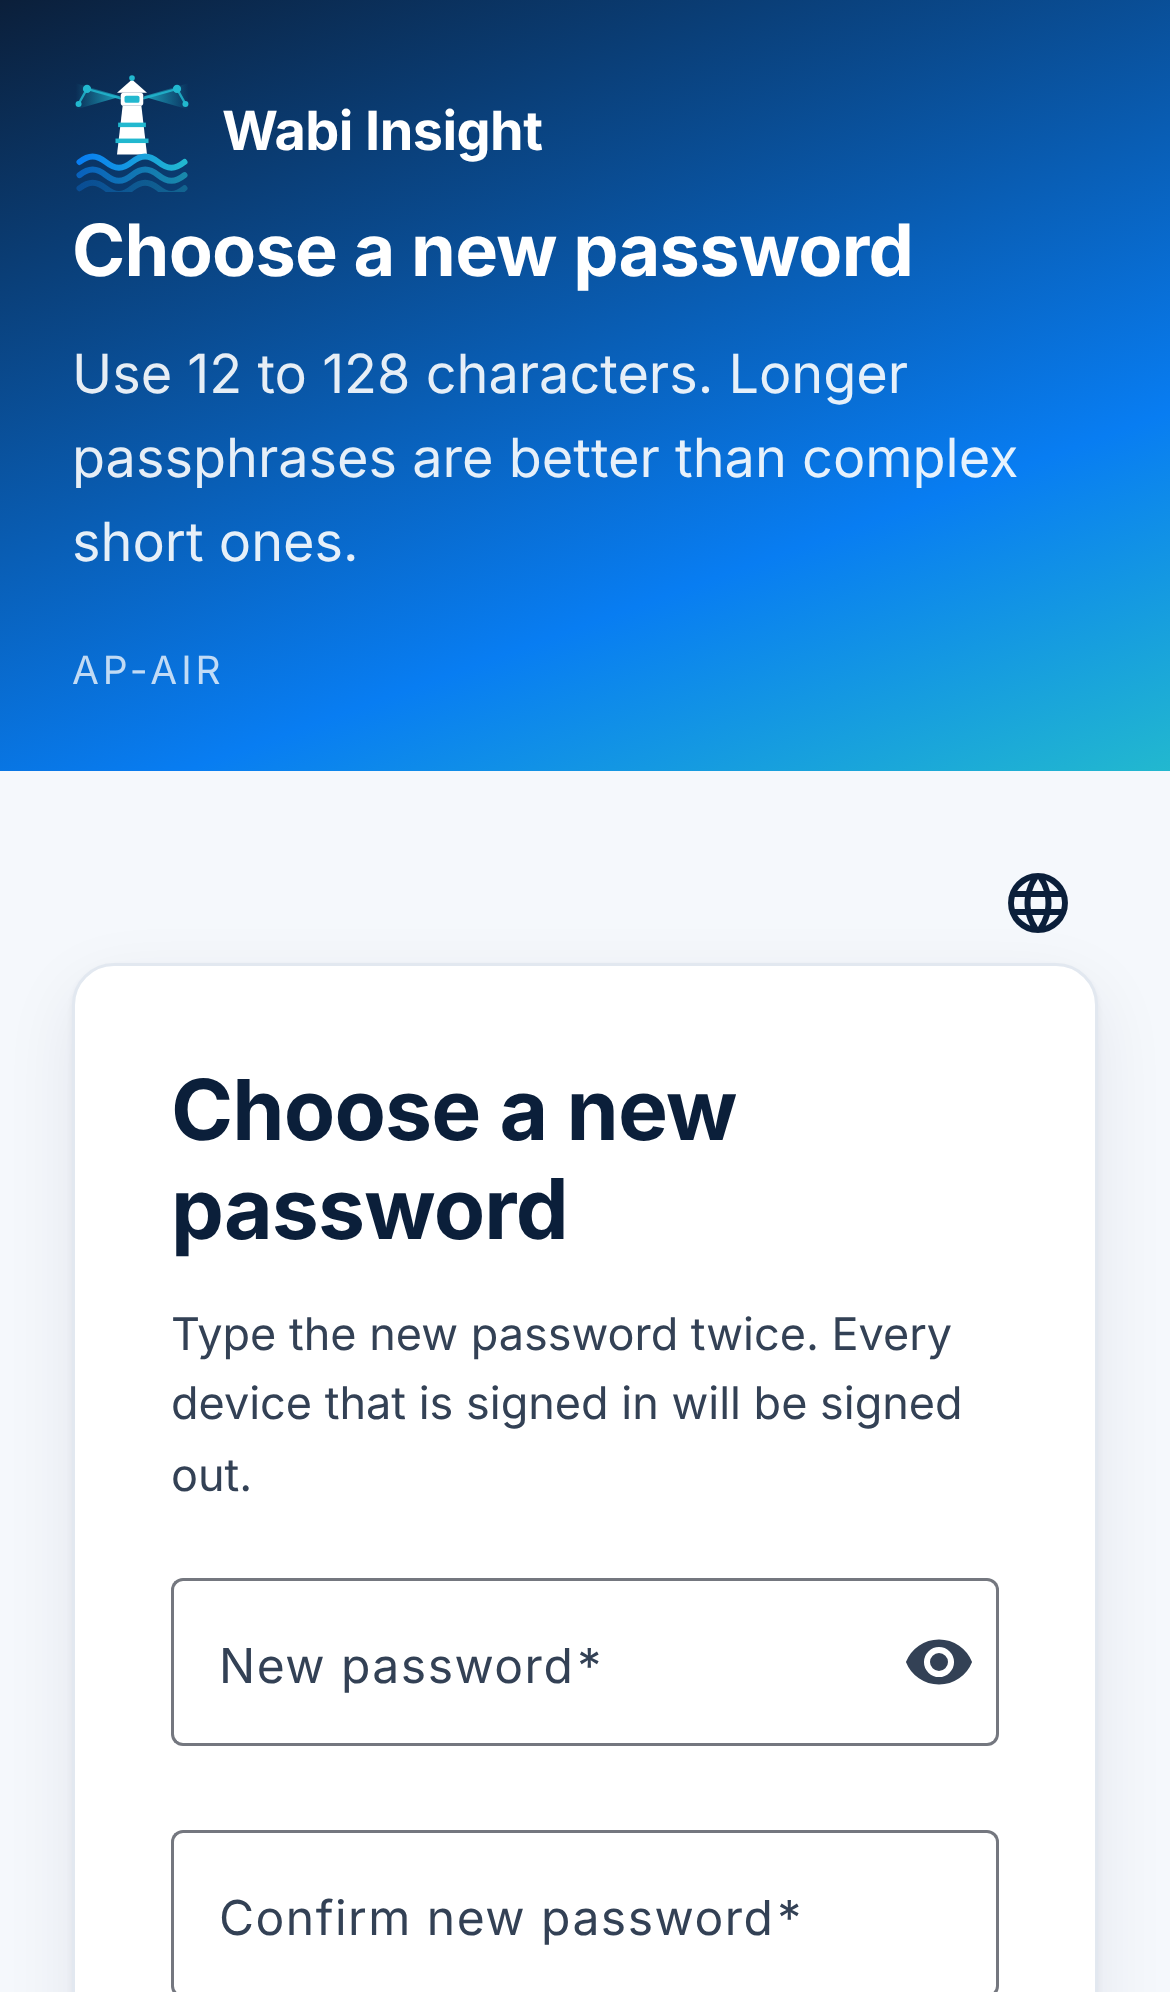 Wabi Insight
Choose a new password
Use 12 to 128 characters. Longer
passphrases are better than complex
short ones.
AP-AIR
Choose a new
password
Type the new password twice. Every
device that is signed in will be signed
out.
New password*
Confirm new password*